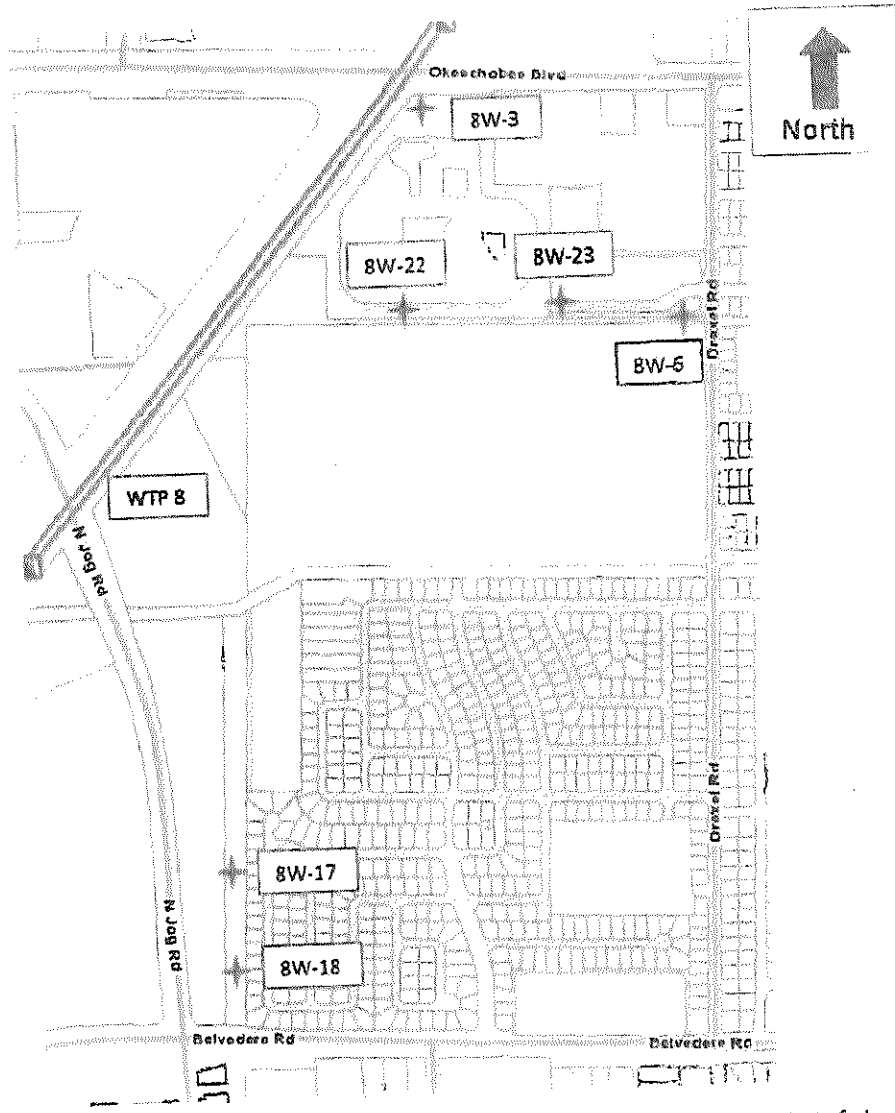 Okeechobee Blvd
North
8W-3
8W-22
8W-23
Drexel Rd
8W-6
WTP 8
N Jog Rd
Drexel Rd
8W-17
N Jog Rd
8W-18
Belvedere Rd
Belvedere Rd